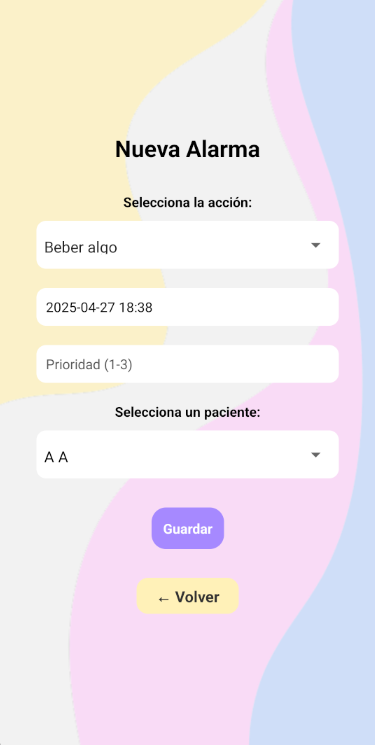 Nueva Alarma
Selecciona la acción:
Beber algo
2025-04-27 18:38
Prioridad (1-3)
Selecciona un paciente:
A A
Guardar
← Volver